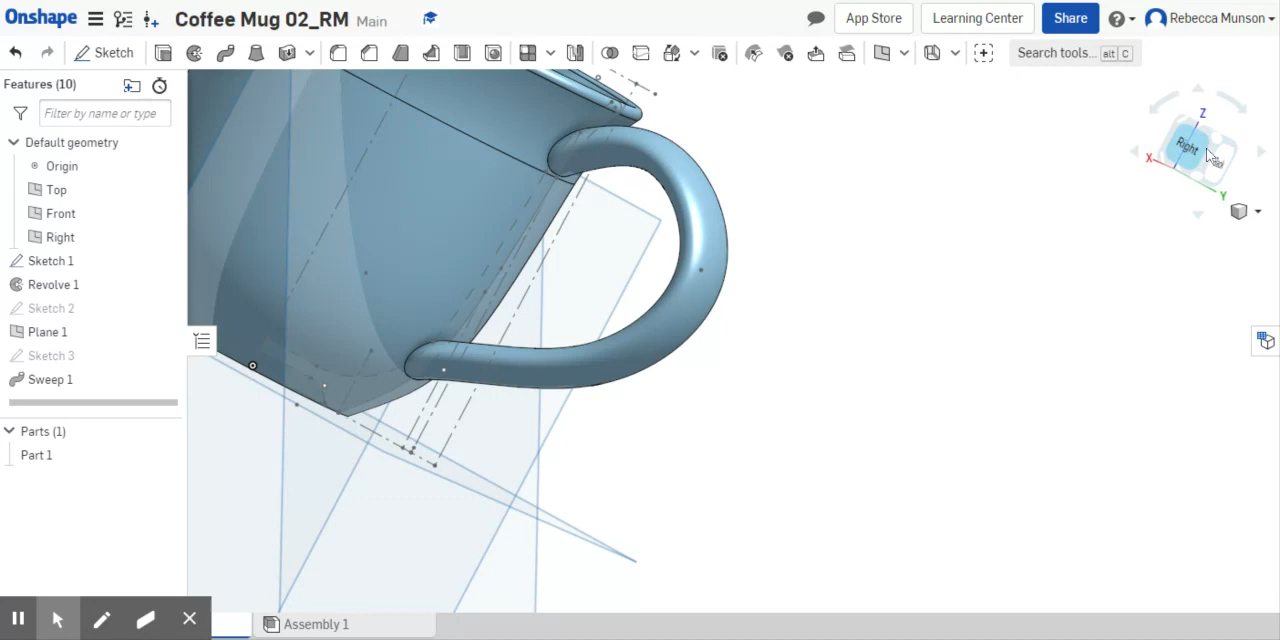 Onshape Coffee Mug 02_RM Main App Store Learning Center Share Rebecca Munson
Sketch Search tools... alt C
Features (10)
Filter by name or type
Default geometry
Origin
Top
Front
Right
Sketch 1
Revolve 1
Sketch 2
Plane 1
Sketch 3
Sweep 1
Parts (1)
Part 1
Z
Right
X
Y
Assembly 1